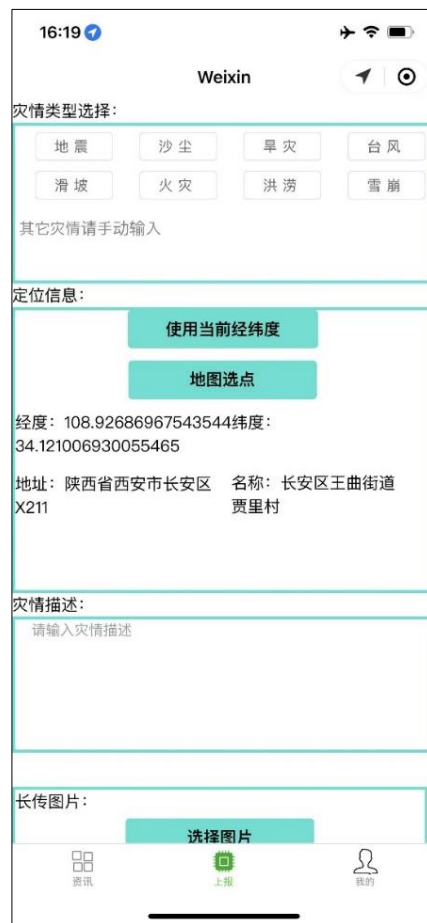 16:19
Weixin
灾情类型选择：
地震 沙尘 旱灾 台风
滑坡 火灾 洪涝 雪崩
其它灾情请手动输入
定位信息：
使用当前经纬度
地图选点
经度：108.92686967543544纬度：
34.121006930055465
地址：陕西省西安市长安区
X211
名称：长安区王曲街道
贾里村
灾情描述：
请输入灾情描述
长传图片：
选择图片
资讯 上报 我的